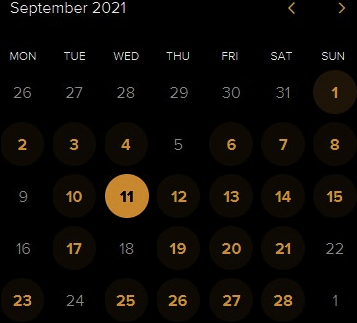 September 2021
MON TUE WED THU FRI SAT SUN
26 27 28 29 30 31 1
2 3 4 5 6 7 8
9 10 11 12 13 14 15
16 17 18 19 20 21 22
23 24 25 26 27 28 1